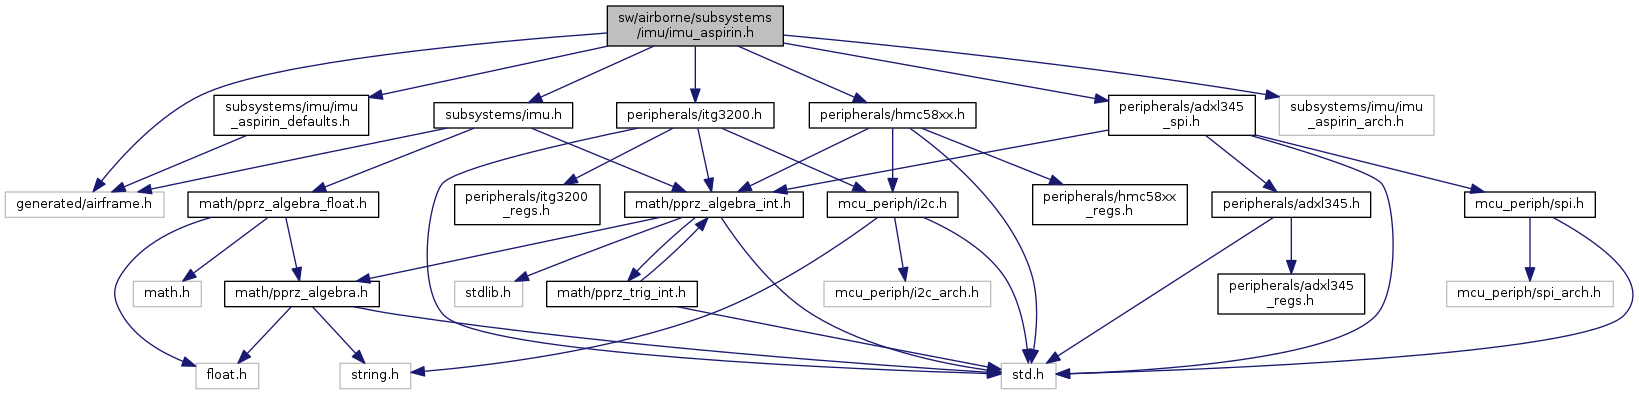 sw/airborne/subsystems
/imu/imu_aspirin.h
subsystems/imu/imu
_aspirin_defaults.h
subsystems/imu.h
peripherals/itg3200.h
peripherals/hmc58xx.h
peripherals/adxl345
_spi.h
subsystems/imu/imu
_aspirin_arch.h
generated/airframe.h
math/pprz_algebra_float.h
peripherals/itg3200
_regs.h
math/pprz_algebra_int.h
mcu_periph/i2c.h
peripherals/hmc58xx
_regs.h
peripherals/adxl345.h
mcu_periph/spi.h
math.h
math/pprz_algebra.h
stdlib.h
math/pprz_trig_int.h
mcu_periph/i2c_arch.h
peripherals/adxl345
_regs.h
mcu_periph/spi_arch.h
float.h
string.h
std.h